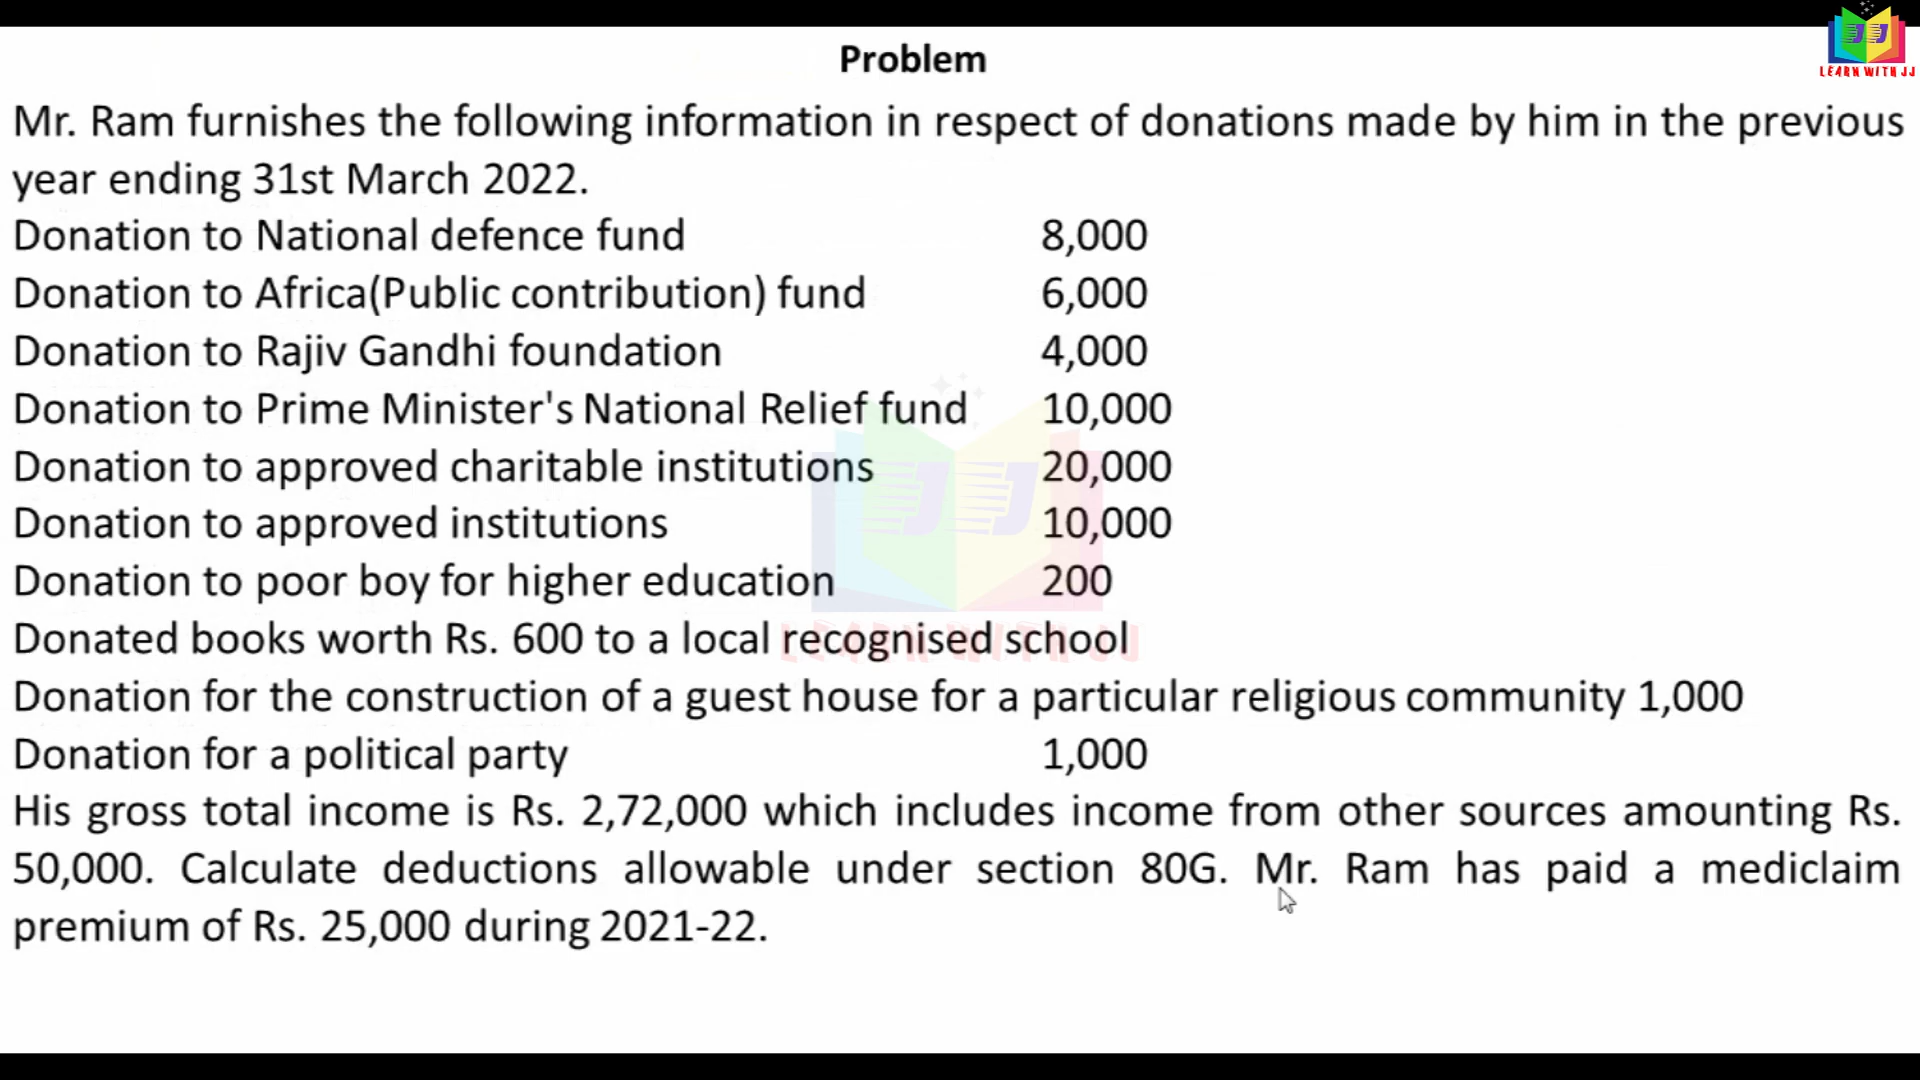 LEARN WITH JJ
Problem
Mr. Ram furnishes the following information in respect of donations made by him in the previous
year ending 31st March 2022.
Donation to National defence fund 8,000
Donation to Africa(Public contribution) fund 6,000
Donation to Rajiv Gandhi foundation 4,000
Donation to Prime Minister's National Relief fund 10,000
Donation to approved charitable institutions 20,000
Donation to approved institutions 10,000
Donation to poor boy for higher education 200
Donated books worth Rs. 600 to a local recognised school
LEARN WITH JJ
Donation for the construction of a guest house for a particular religious community 1,000
Donation for a political party 1,000
His gross total income is Rs. 2,72,000 which includes income from other sources amounting Rs.
50,000. Calculate deductions allowable under section 80G. Mr. Ram has paid a mediclaim
premium of Rs. 25,000 during 2021-22.